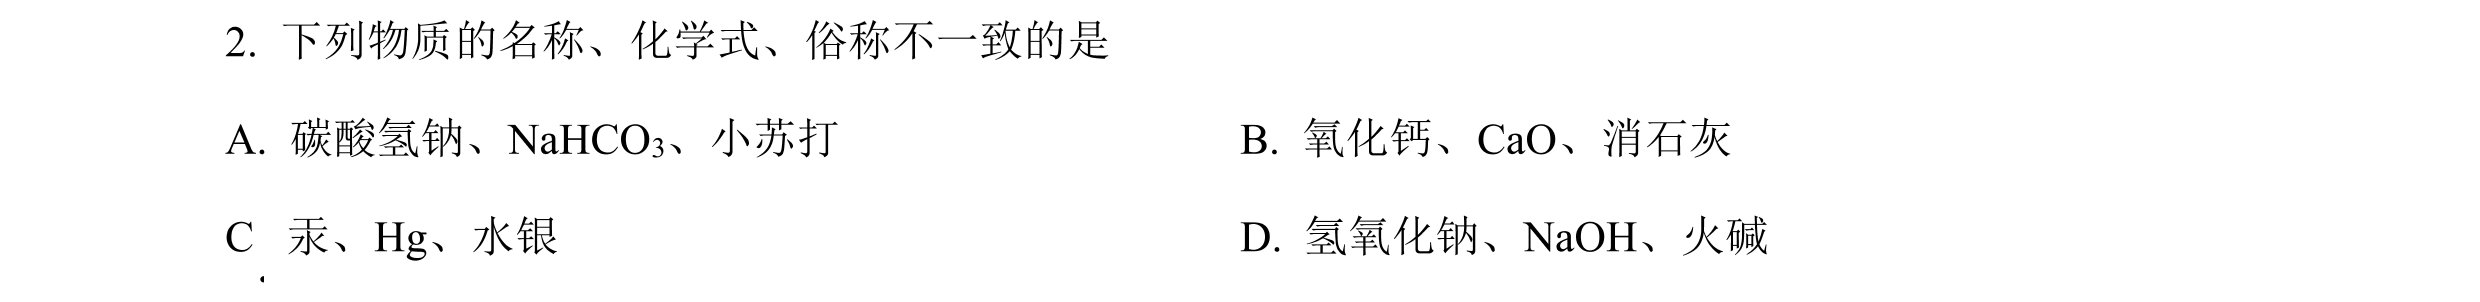 2. 下列物质的名称、化学式、俗称不一致的是
A. 碳酸氢钠、NaHCO₃、小苏打 B. 氧化钙、CaO、消石灰
C 汞、Hg、水银 D. 氢氧化钠、NaOH、火碱
.